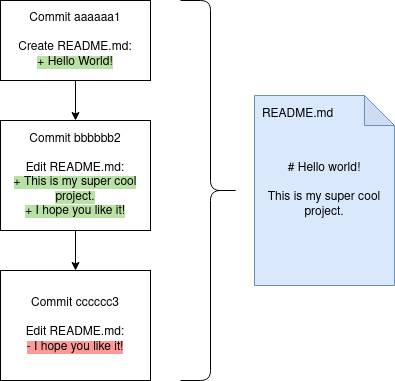 Commit aaaaaa1
Create README.md:
+ Hello World!
Commit bbbbbb2
Edit README.md:
+ This is my super cool
project.
+ I hope you like it!
Commit cccccc3
Edit README.md:
- I hope you like it!
README.md
# Hello world!
This is my super cool
project.